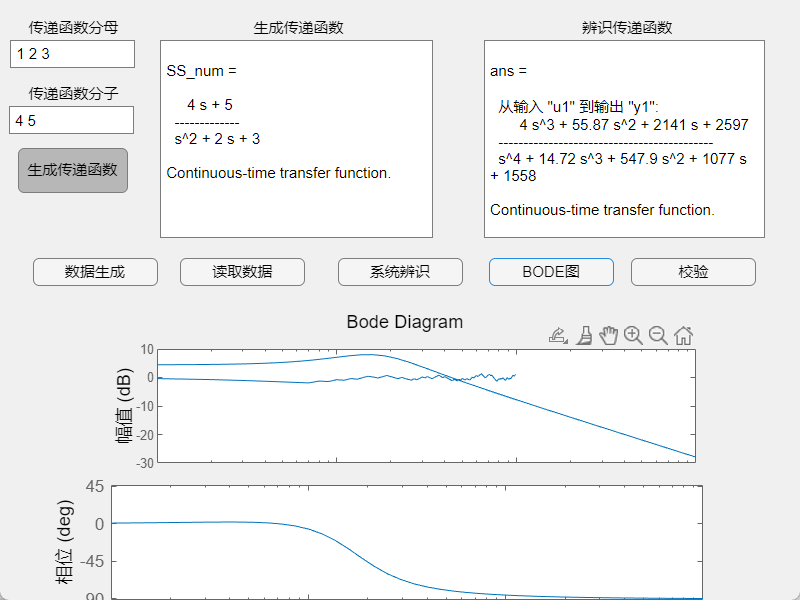 传递函数分母
1 2 3
传递函数分子
4 5
生成传递函数
生成传递函数
SS_num =
4 s + 5
-------------
s^2 + 2 s + 3
Continuous-time transfer function.
辨识传递函数
ans =
从输入 "u1" 到输出 "y1":
4 s^3 + 55.87 s^2 + 2141 s + 2597
-------------------------------------------
s^4 + 14.72 s^3 + 547.9 s^2 + 1077 s
+ 1558
Continuous-time transfer function.
数据生成
读取数据
系统辨识
BODE图
校验
Bode Diagram
幅值 (dB)
10
0
-10
-20
-30
相位 (deg)
45
0
-45
-90